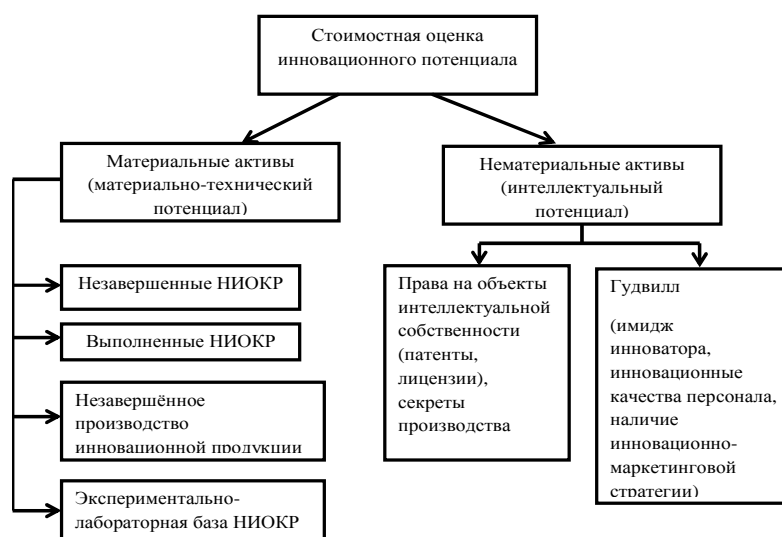 Стоимостная оценка
инновационного потенциала
Материальные активы
(материально-технический
потенциал)
Нематериальные активы
(интеллектуальный
потенциал)
Незавершенные НИОКР
Выполненные НИОКР
Незавершённое
производство
инновационной продукции
Экспериментально-
лабораторная база НИОКР
Права на объекты
интеллектуальной
собственности
(патенты,
лицензии),
секреты
производства
Гудвилл
(имидж
инноватора,
инновационные
качества персонала,
наличие
инновационно-
маркетинговой
стратегии)